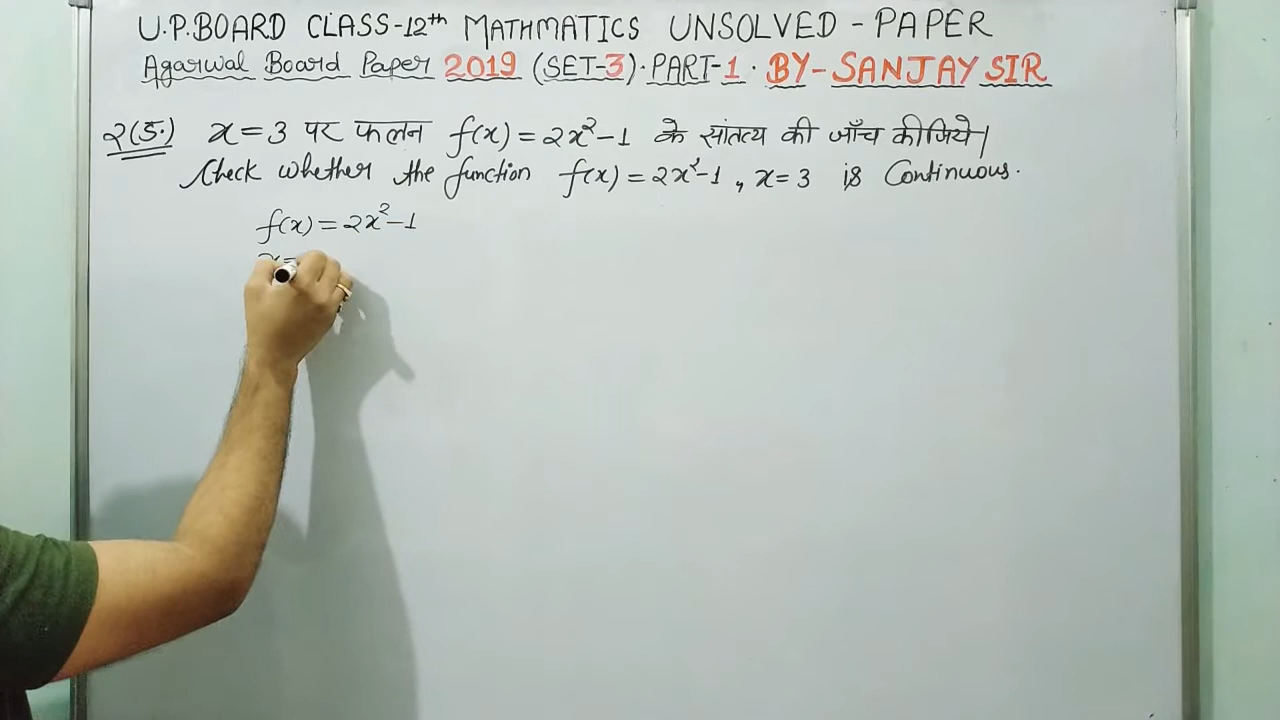 U.P.BOARD CLASS-12th MATHMATICS UNSOLVED - PAPER
Agarwal Board Paper 2019 (SET-3). PART-1. BY- SANJAY SIR
2(ड.) x=3 पर फलन f(x) = 2x²-1 के सांतत्य की जाँच कीजिये।
Check whether the function f(x) = 2x²-1, x=3 is Continuous.
f(x) = 2x²-1
x=